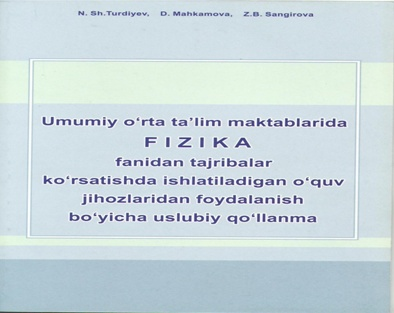 N. Sh.Turdiyev, D. Mahkamova, Z.B. Sangirova
Umumiy o‘rta ta’lim maktablarida
FIZIKA
fanidan tajribalar
ko‘rsatishda ishlatiladigan o‘quv
jihozlaridan foydalanish
bo‘yicha uslubiy qo‘llanma